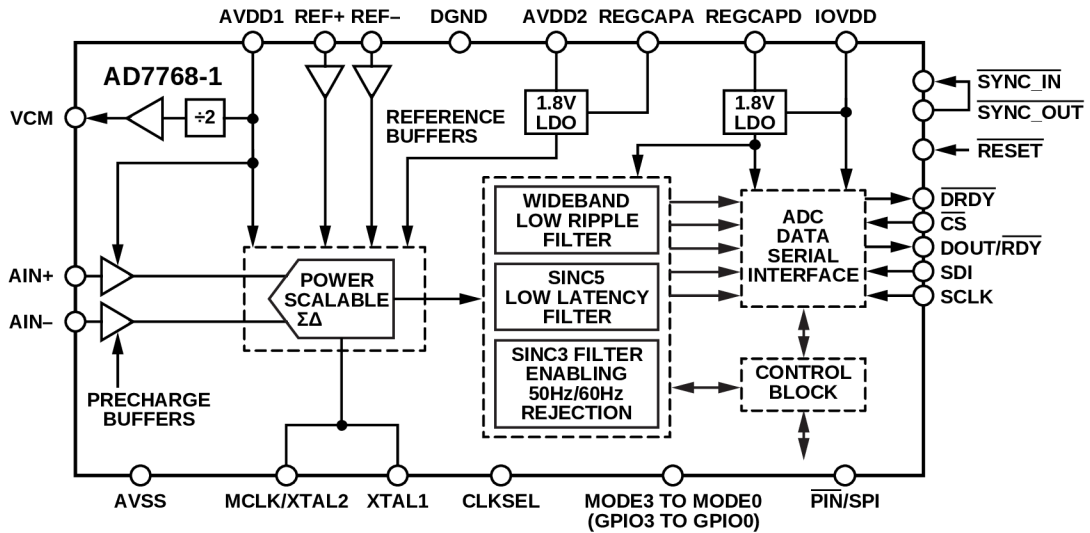 AVDD1 REF+ REF– DGND AVDD2 REGCAPA REGCAPD IOVDD
AD7768-1
VCM
÷2
REFERENCE
BUFFERS
1.8V
LDO
1.8V
LDO
SYNC_IN
SYNC_OUT
RESET
WIDEBAND
LOW RIPPLE
FILTER
ADC
DATA
SERIAL
INTERFACE
DRDY
CS
DOUT/RDY
SDI
SCLK
AIN+
AIN–
POWER
SCALABLE
ΣΔ
SINC5
LOW LATENCY
FILTER
SINC3 FILTER
ENABLING
50Hz/60Hz
REJECTION
CONTROL
BLOCK
PRECHARGE
BUFFERS
AVSS
MCLK/XTAL2
XTAL1
CLKSEL
MODE3 TO MODE0
(GPIO3 TO GPIO0)
PIN/SPI